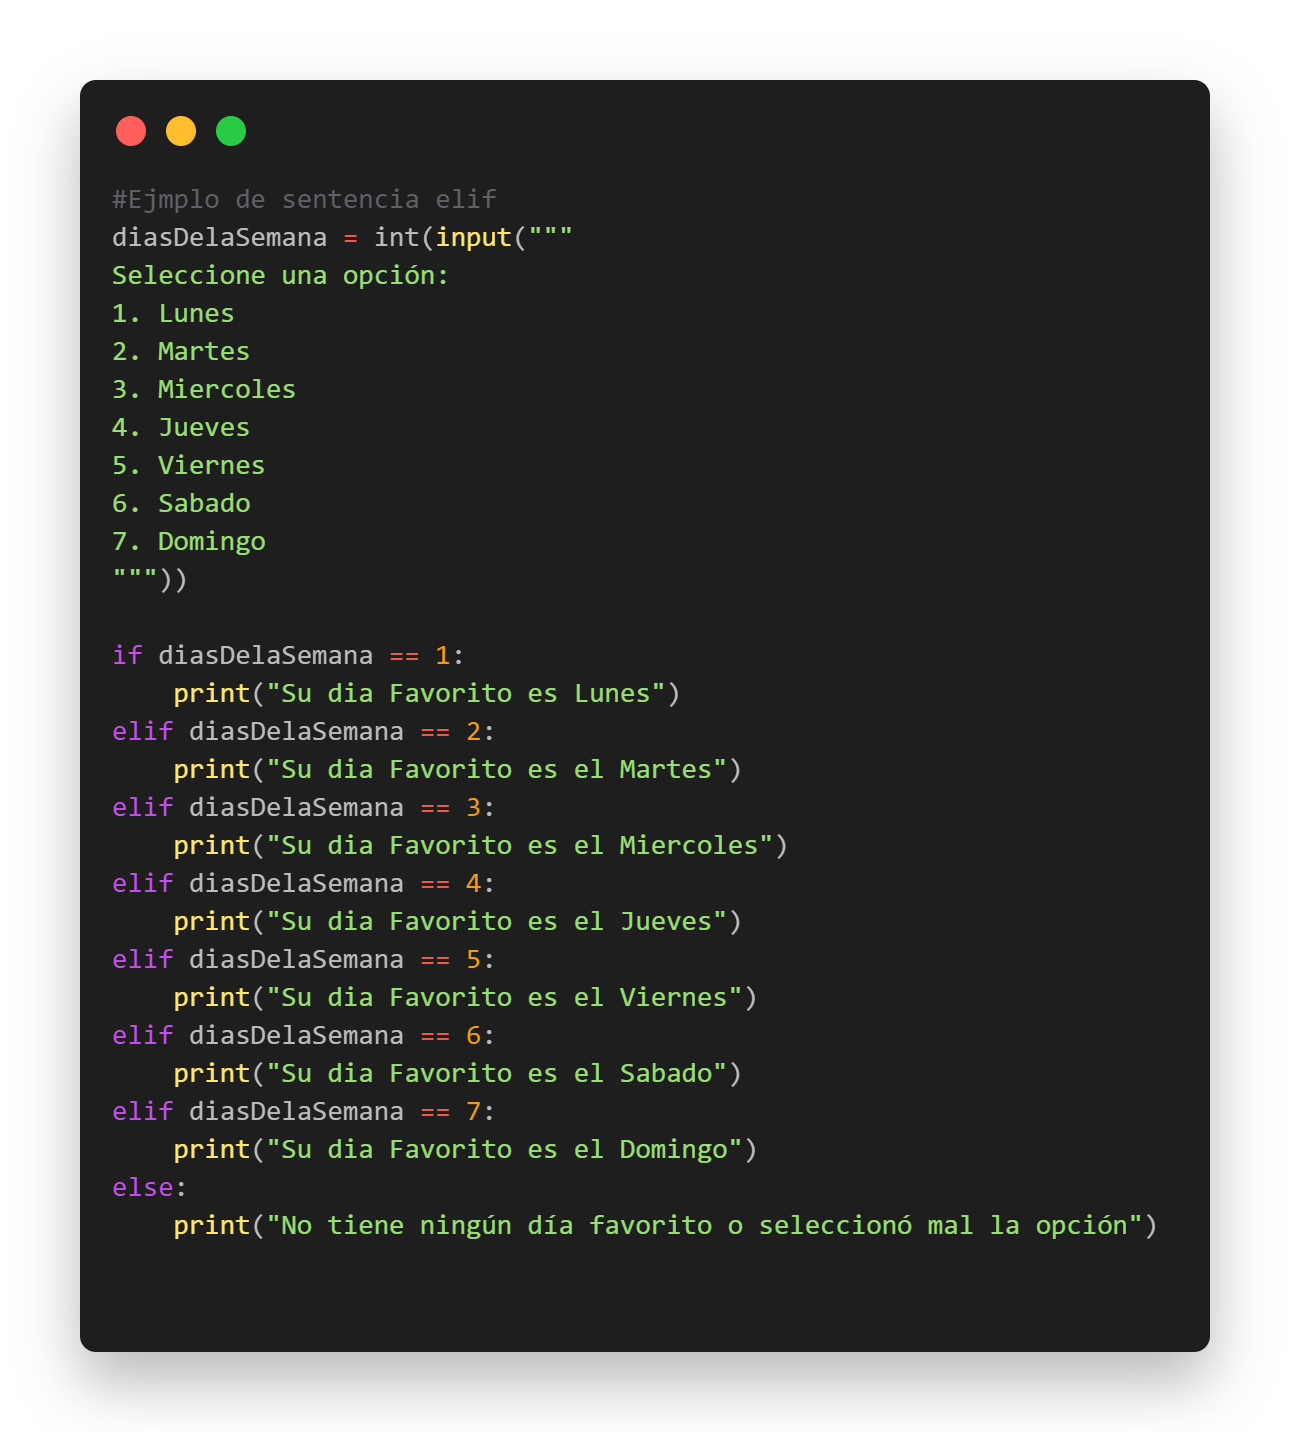 #Ejmplo de sentencia elif
diasDelaSemana = int(input("""
Seleccione una opción:
1. Lunes
2. Martes
3. Miercoles
4. Jueves
5. Viernes
6. Sabado
7. Domingo
"""))

if diasDelaSemana == 1:
    print("Su dia Favorito es Lunes")
elif diasDelaSemana == 2:
    print("Su dia Favorito es el Martes")
elif diasDelaSemana == 3:
    print("Su dia Favorito es el Miercoles")
elif diasDelaSemana == 4:
    print("Su dia Favorito es el Jueves")
elif diasDelaSemana == 5:
    print("Su dia Favorito es el Viernes")
elif diasDelaSemana == 6:
    print("Su dia Favorito es el Sabado")
elif diasDelaSemana == 7:
    print("Su dia Favorito es el Domingo")
else:
    print("No tiene ningún día favorito o seleccionó mal la opción")